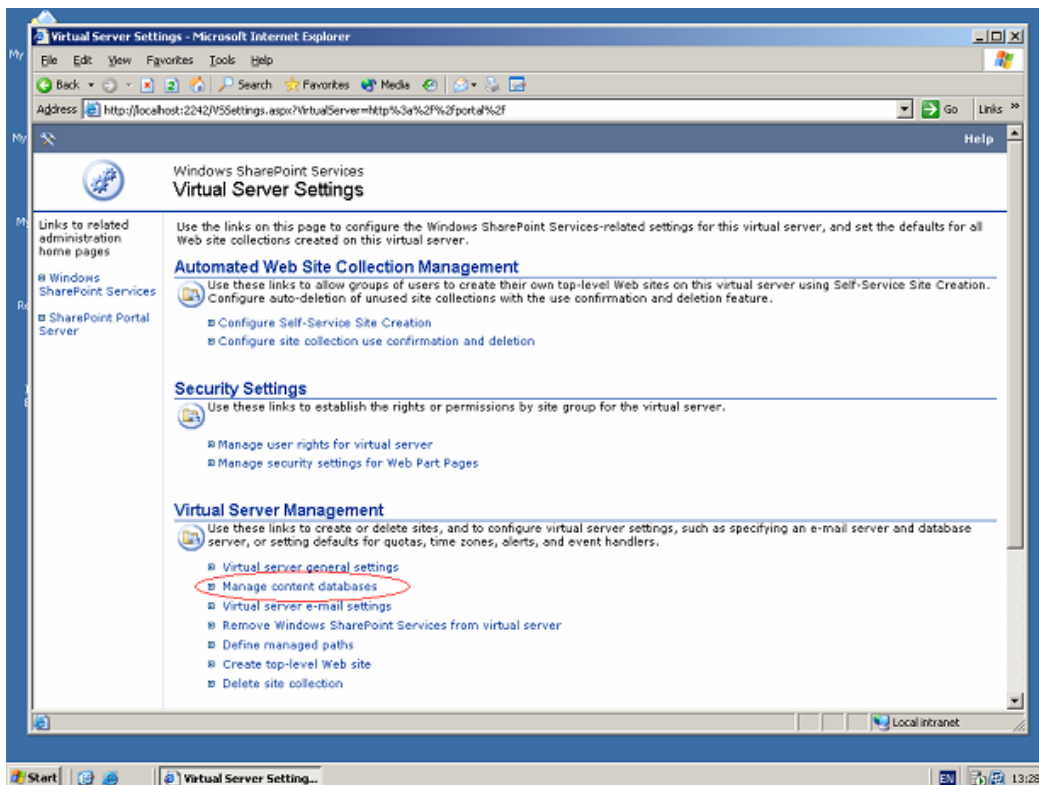 My
Virtual Server Settings - Microsoft Internet Explorer
File Edit View Favorites Tools Help
Back Search Favorites Media
Address http://localhost:2242/VSSettings.aspx?VirtualServer=http%3a%2f%2fportal%2f Go Links »
My
Help
Windows SharePoint Services
Virtual Server Settings
My
Links to related
administration
home pages
Windows
SharePoint Services
Re
SharePoint Portal
Server
Use the links on this page to configure the Windows SharePoint Services-related settings for this virtual server, and set the defaults for all
Web site collections created on this virtual server.
Automated Web Site Collection Management
Use these links to allow groups of users to create their own top-level Web sites on this virtual server using Self-Service Site Creation.
Configure auto-deletion of unused site collections with the use confirmation and deletion feature.
Configure Self-Service Site Creation
Configure site collection use confirmation and deletion
Security Settings
Use these links to establish the rights or permissions by site group for the virtual server.
Manage user rights for virtual server
Manage security settings for Web Part Pages
Virtual Server Management
Use these links to create or delete sites, and to configure virtual server settings, such as specifying an e-mail server and database
server, or setting defaults for quotas, time zones, alerts, and event handlers.
Virtual server general settings
Manage content databases
Virtual server e-mail settings
Remove Windows SharePoint Services from virtual server
Define managed paths
Create top-level Web site
Delete site collection
Local intranet
Start Virtual Server Setting... EN 13:28